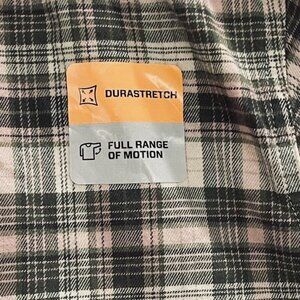 DURASTRETCH
FULL RANGE
OF MOTION